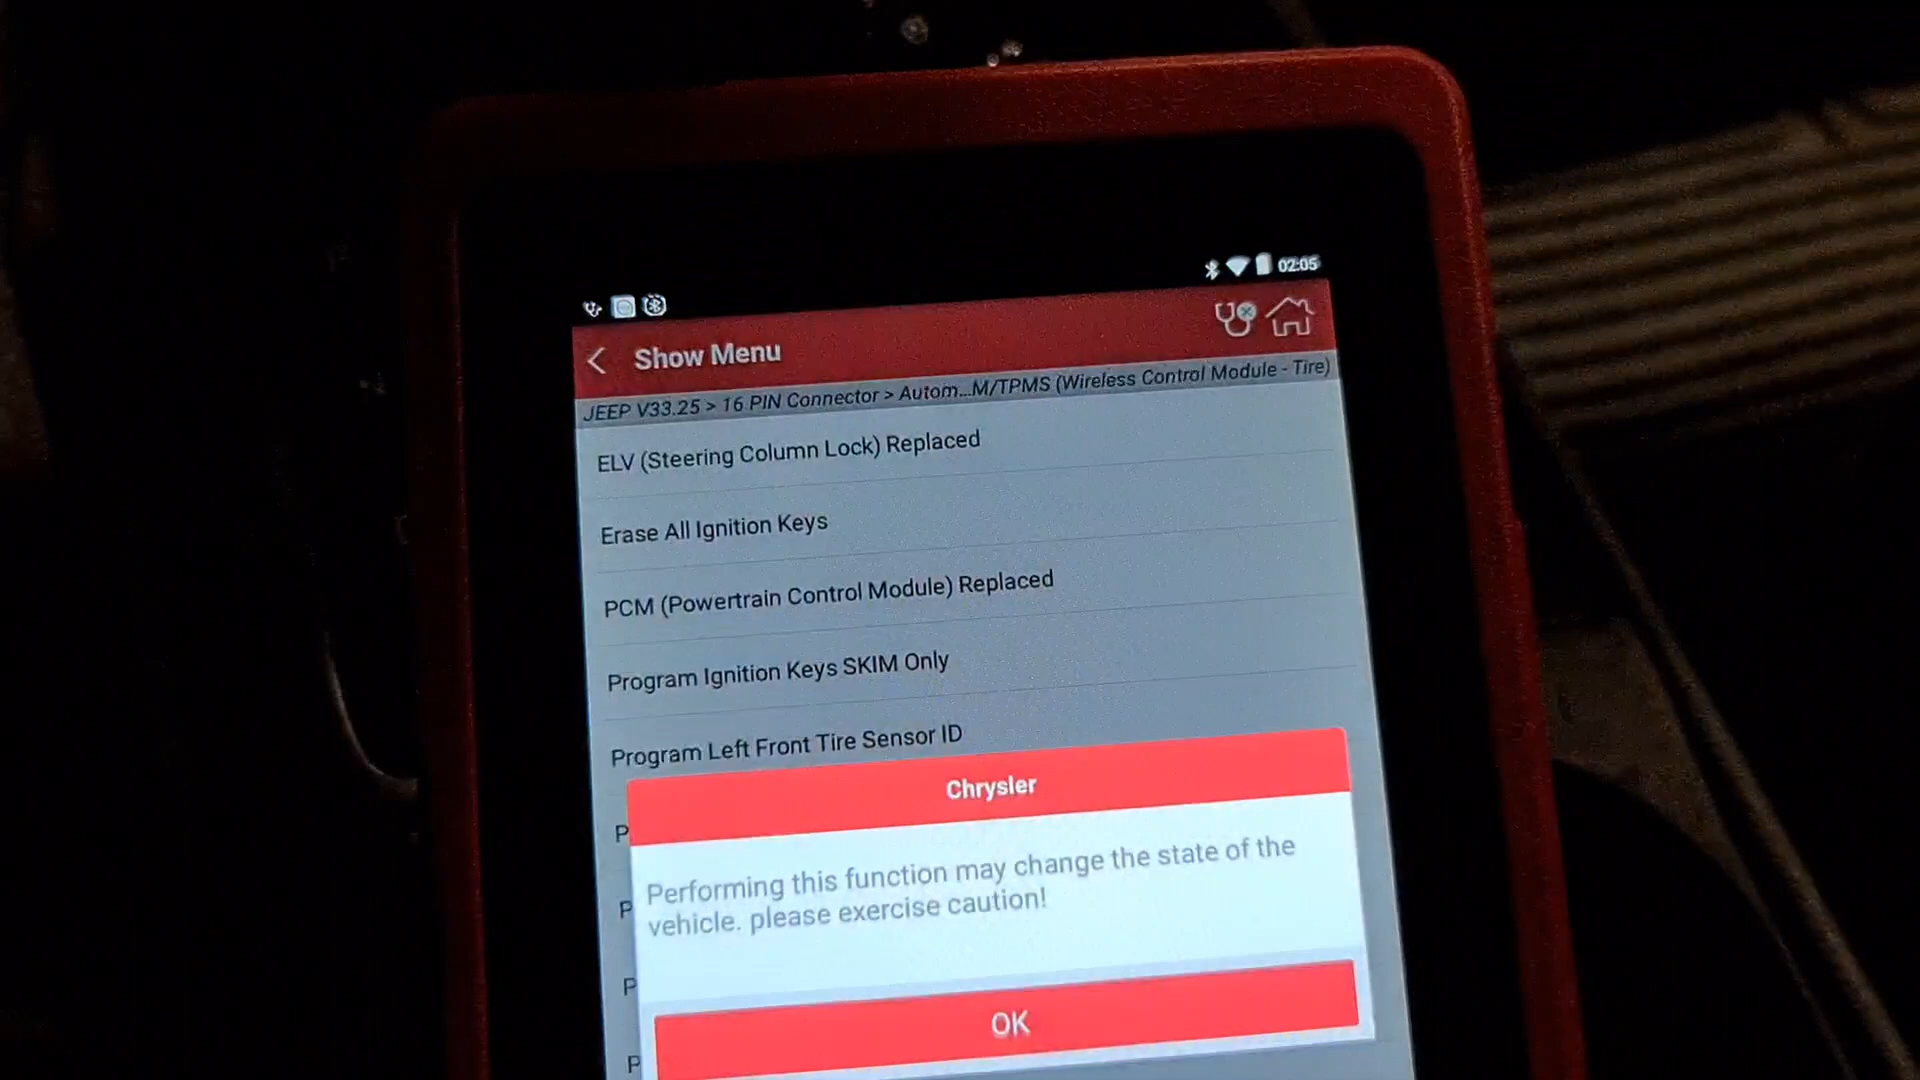 02:05
Show Menu
JEEP V33.25 > 16 PIN Connector > Autom...M/TPMS (Wireless Control Module - Tire)
ELV (Steering Column Lock) Replaced
Erase All Ignition Keys
PCM (Powertrain Control Module) Replaced
Program Ignition Keys SKIM Only
Program Left Front Tire Sensor ID
Chrysler
P
Performing this function may change the state of the
P
vehicle. please exercise caution!
P
OK
P